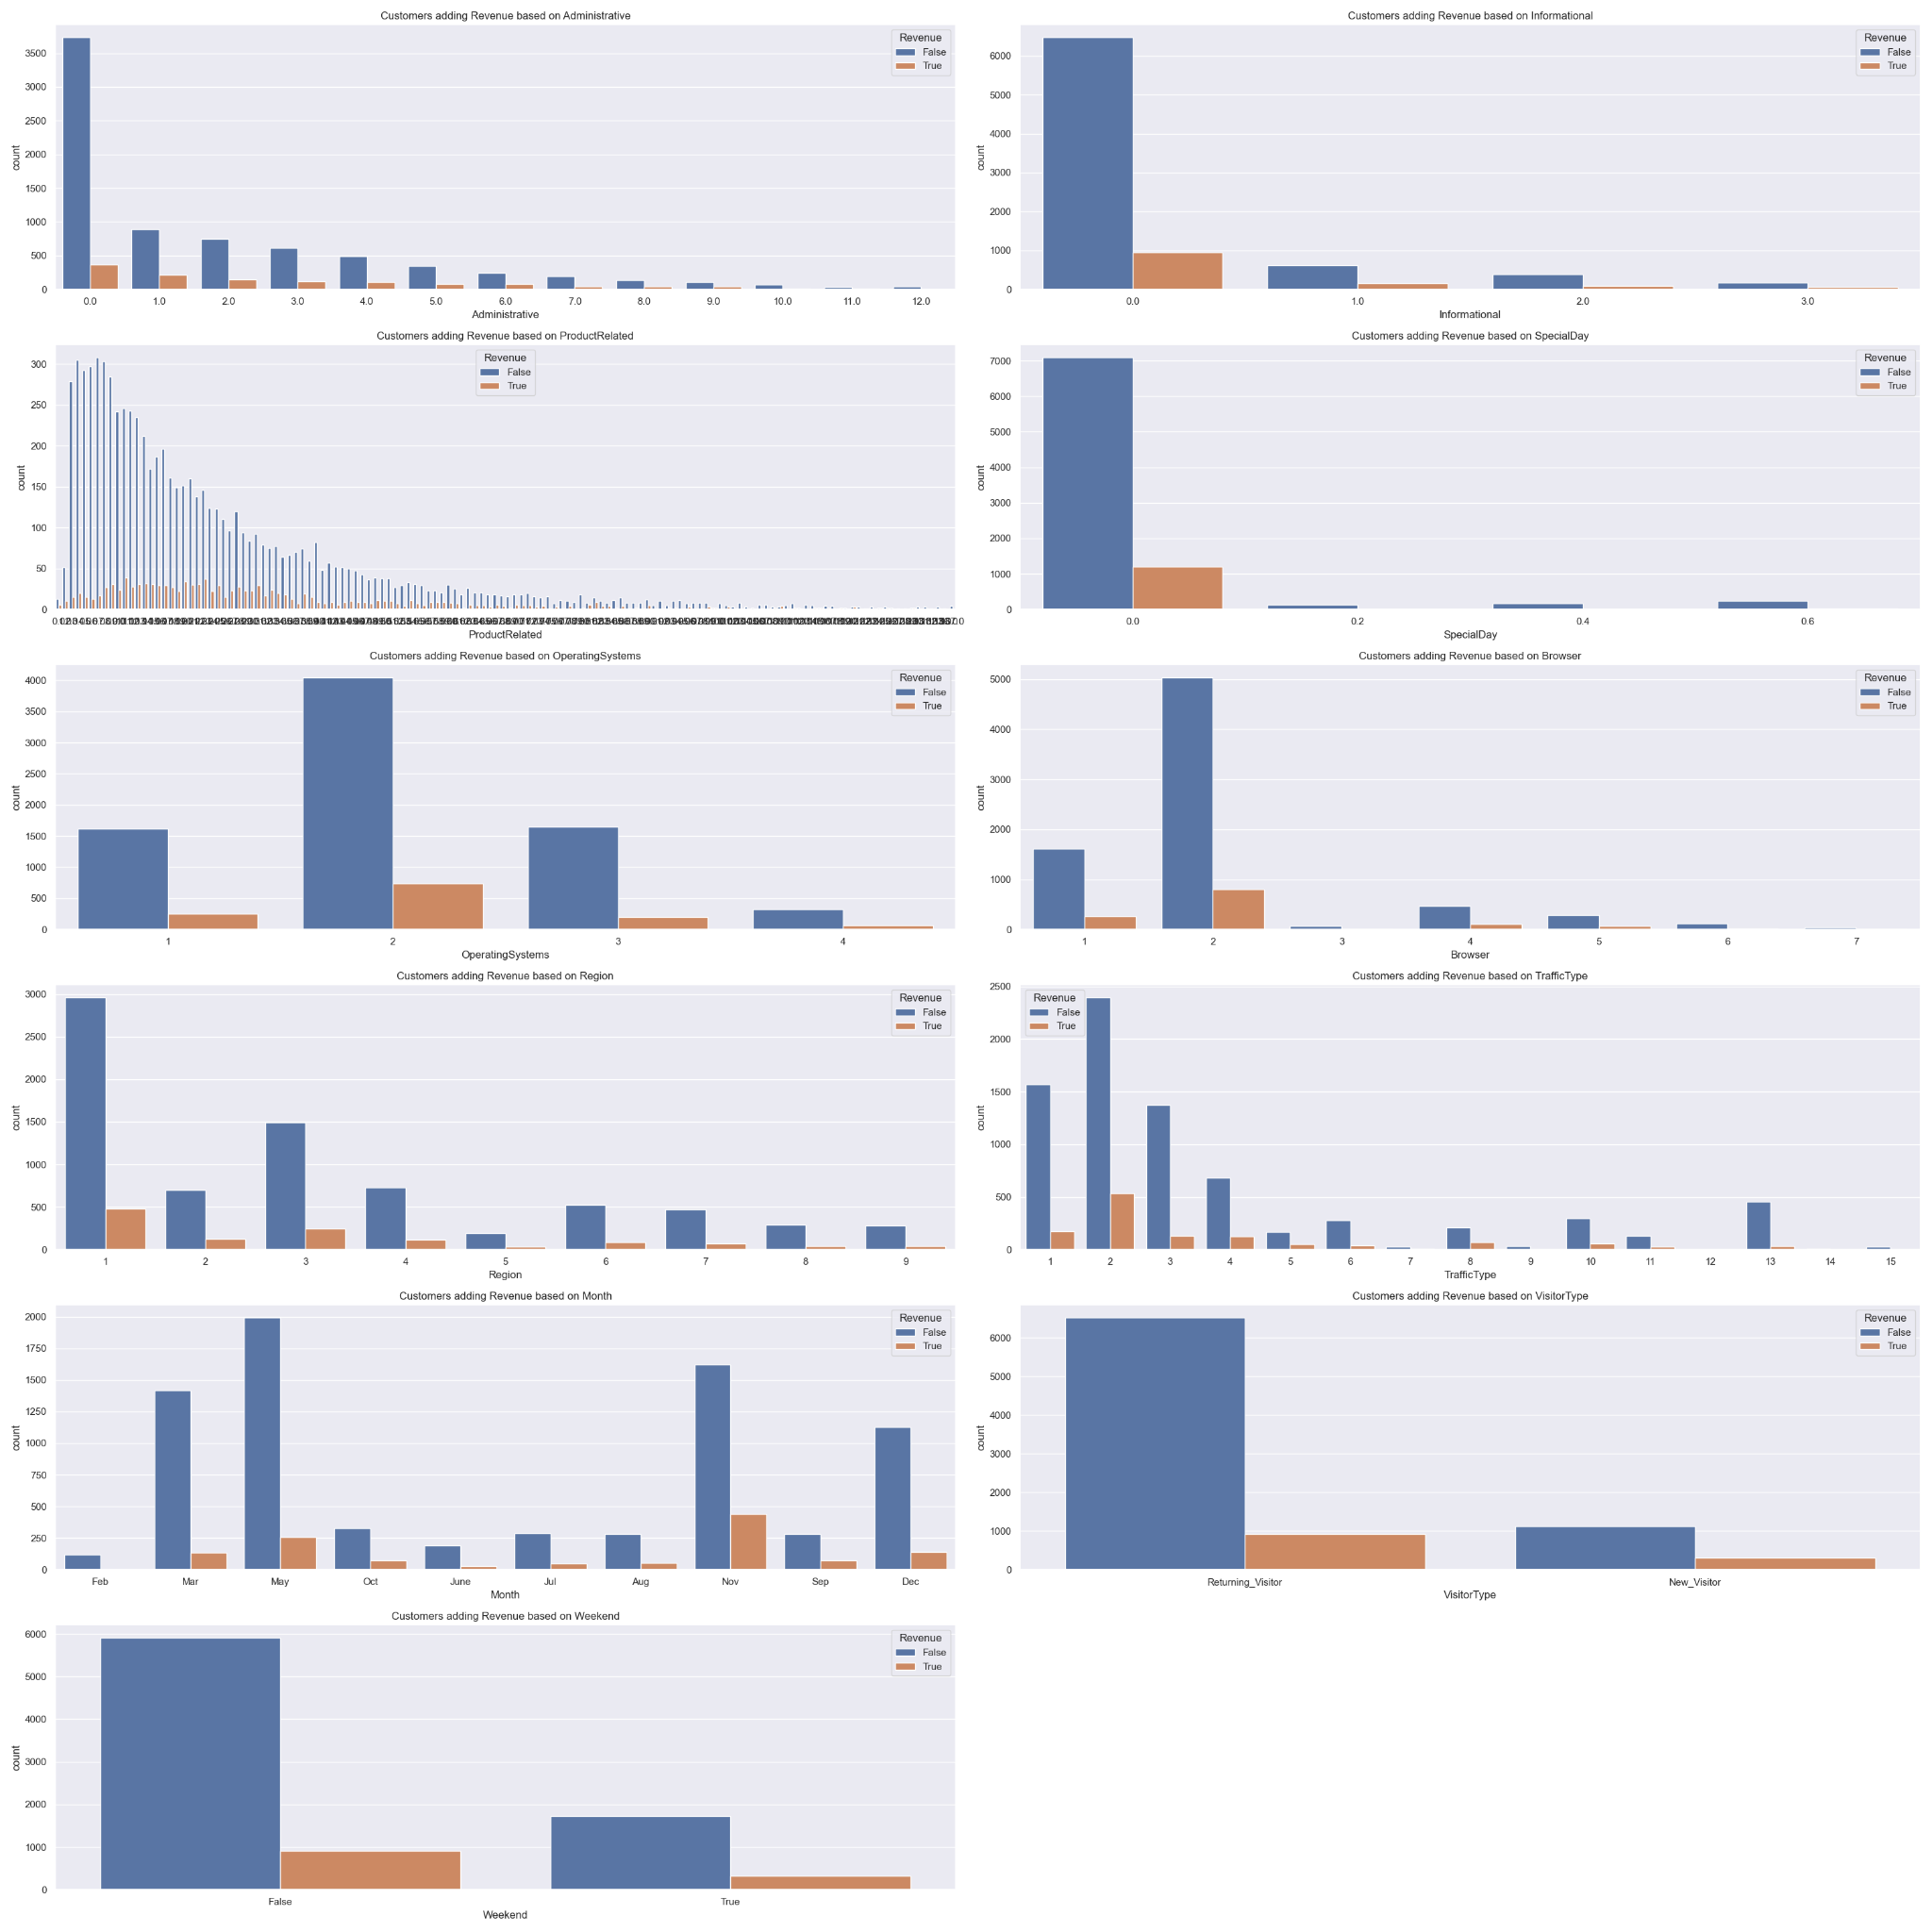 Customers adding Revenue based on Administrative
Revenue
False
True
3500
3000
2500
2000
1500
1000
500
0
count
0.0 1.0 2.0 3.0 4.0 5.0 6.0 7.0 8.0 9.0 10.0 11.0 12.0
Administrative
Customers adding Revenue based on Informational
Revenue
False
True
6000
5000
4000
3000
2000
1000
0
count
0.0 1.0 2.0 3.0
Informational
Customers adding Revenue based on ProductRelated
Revenue
False
True
300
250
200
150
100
50
0
count
ProductRelated
Customers adding Revenue based on SpecialDay
Revenue
False
True
7000
6000
5000
4000
3000
2000
1000
0
count
0.0 0.2 0.4 0.6
SpecialDay
Customers adding Revenue based on OperatingSystems
Revenue
False
True
4000
3500
3000
2500
2000
1500
1000
500
0
count
1 2 3 4
OperatingSystems
Customers adding Revenue based on Browser
Revenue
False
True
5000
4000
3000
2000
1000
0
count
1 2 3 4 5 6 7
Browser
Customers adding Revenue based on Region
Revenue
False
True
3000
2500
2000
1500
1000
500
0
count
1 2 3 4 5 6 7 8 9
Region
Customers adding Revenue based on TrafficType
Revenue
False
True
2500
2000
1500
1000
500
0
count
1 2 3 4 5 6 7 8 9 10 11 12 13 14 15
TrafficType
Customers adding Revenue based on Month
Revenue
False
True
2000
1750
1500
1250
1000
750
500
250
0
count
Feb Mar May Oct June Jul Aug Nov Sep Dec
Month
Customers adding Revenue based on VisitorType
Revenue
False
True
6000
5000
4000
3000
2000
1000
0
count
Returning_Visitor New_Visitor
VisitorType
Customers adding Revenue based on Weekend
Revenue
False
True
6000
5000
4000
3000
2000
1000
0
count
False True
Weekend